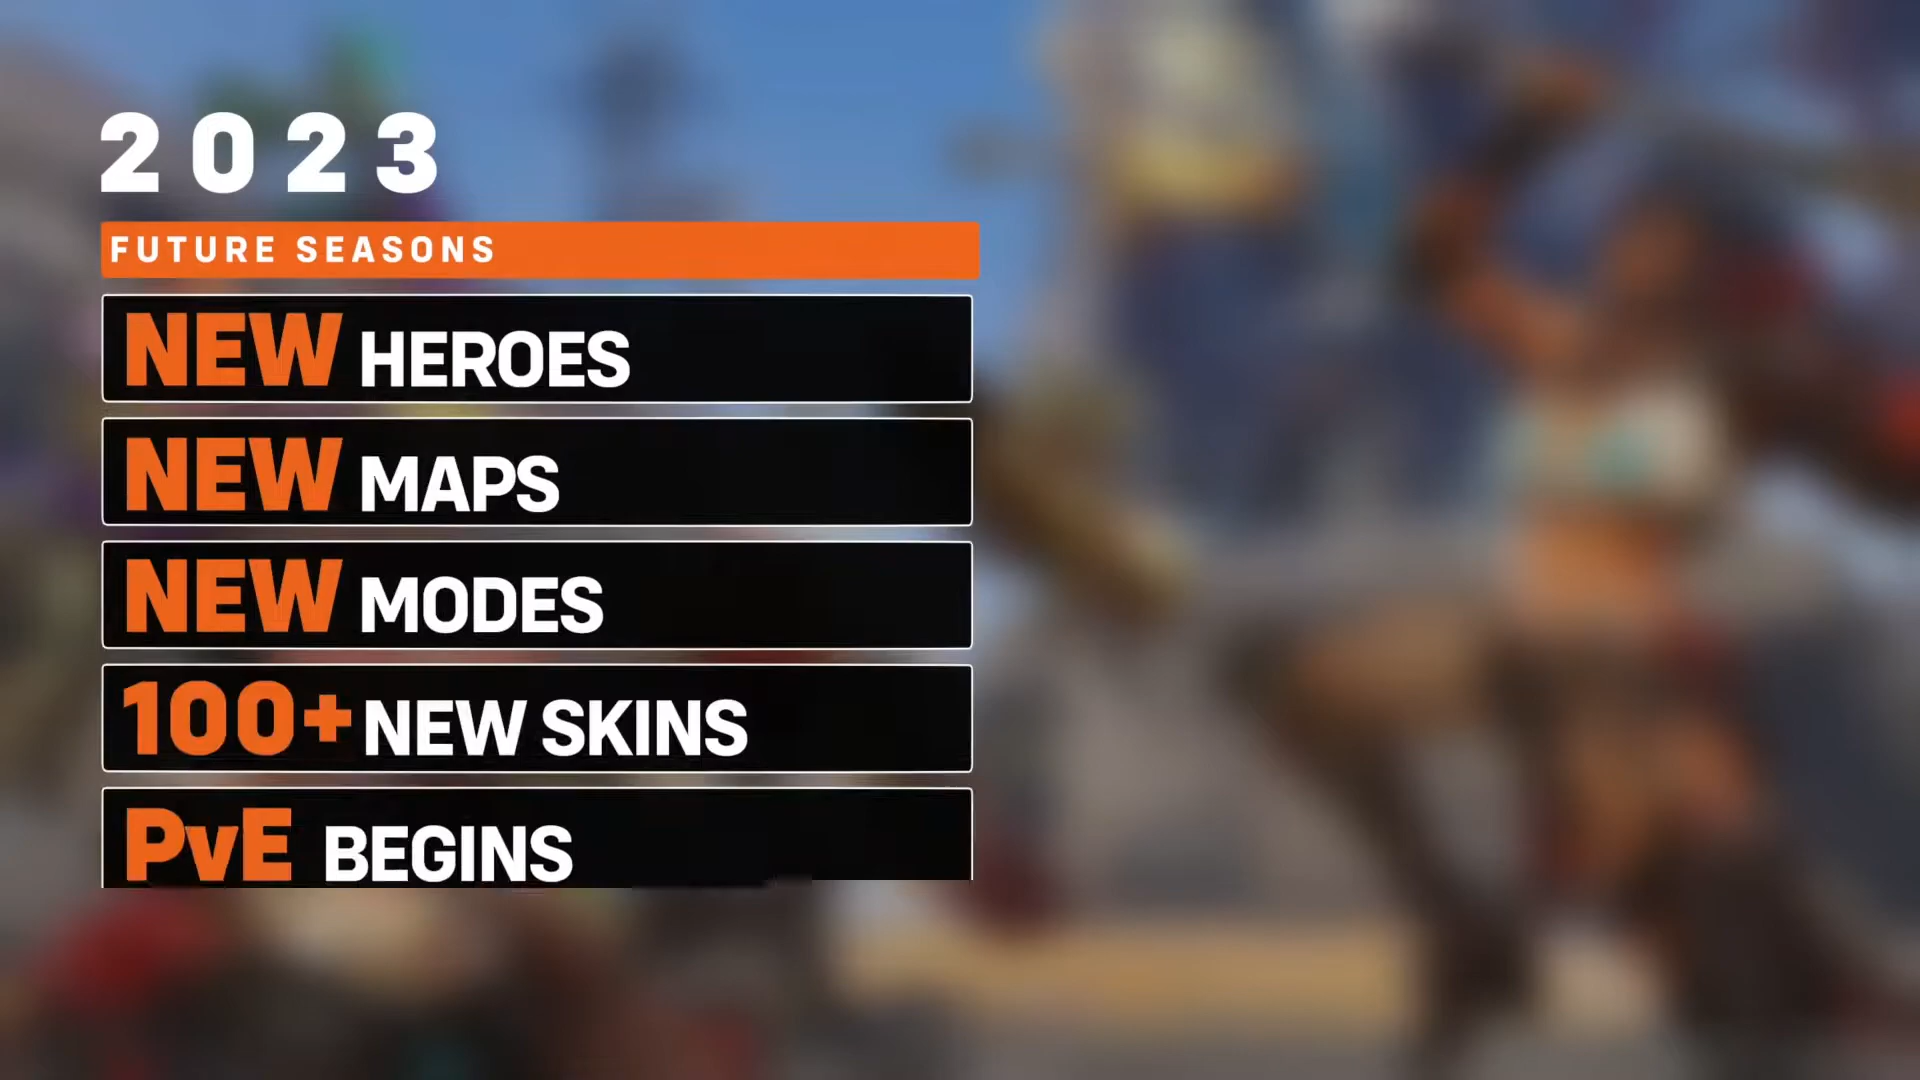 2023
FUTURE SEASONS
NEW HEROES
NEW MAPS
NEW MODES
100+ NEW SKINS
PvE BEGINS